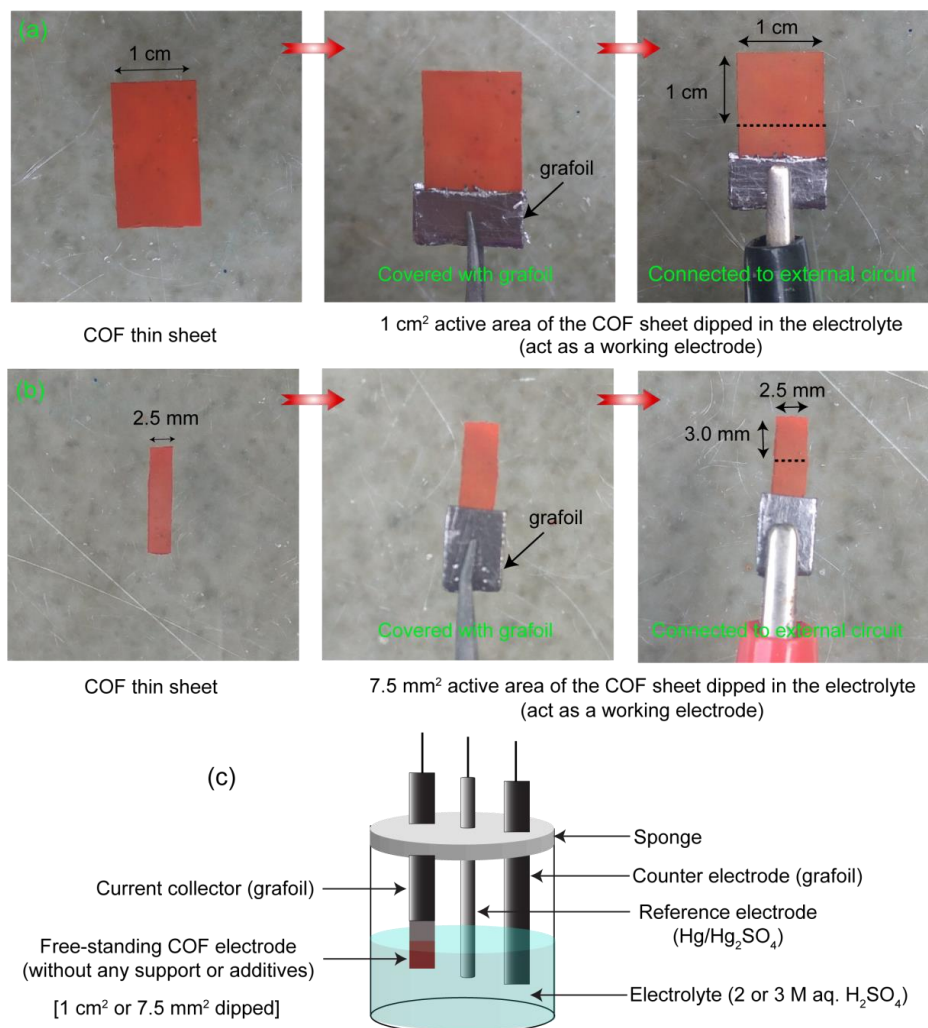 (a)
1 cm
1 cm
1 cm
grafoil
Covered with grafoil
Connected to external circuit
COF thin sheet
1 cm² active area of the COF sheet dipped in the electrolyte
(act as a working electrode)
(b)
2.5 mm
2.5 mm
3.0 mm
grafoil
Covered with grafoil
Connected to external circuit
COF thin sheet
7.5 mm² active area of the COF sheet dipped in the electrolyte
(act as a working electrode)
(c)
Sponge
Current collector (grafoil)
Counter electrode (grafoil)
Reference electrode
(Hg/Hg₂SO₄)
Free-standing COF electrode
(without any support or additives)
[1 cm² or 7.5 mm² dipped]
Electrolyte (2 or 3 M aq. H₂SO₄)